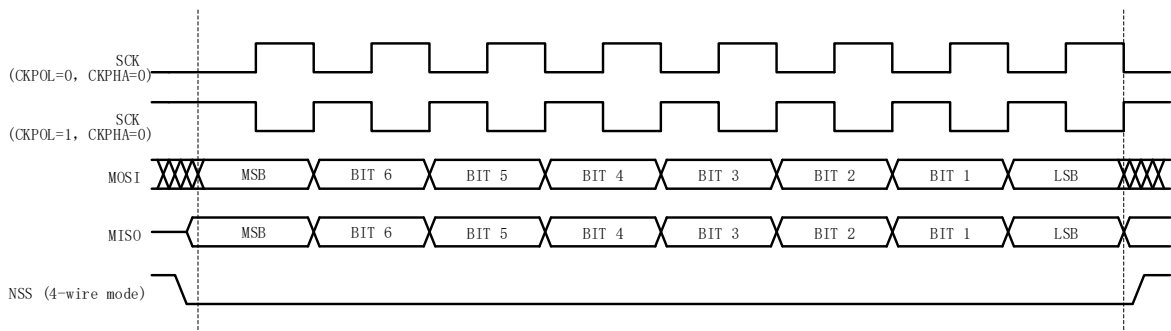 SCK
(CKPOL=0, CKPHA=0)
SCK
(CKPOL=1, CKPHA=0)
MOSI MSB BIT 6 BIT 5 BIT 4 BIT 3 BIT 2 BIT 1 LSB
MISO MSB BIT 6 BIT 5 BIT 4 BIT 3 BIT 2 BIT 1 LSB
NSS (4-wire mode)